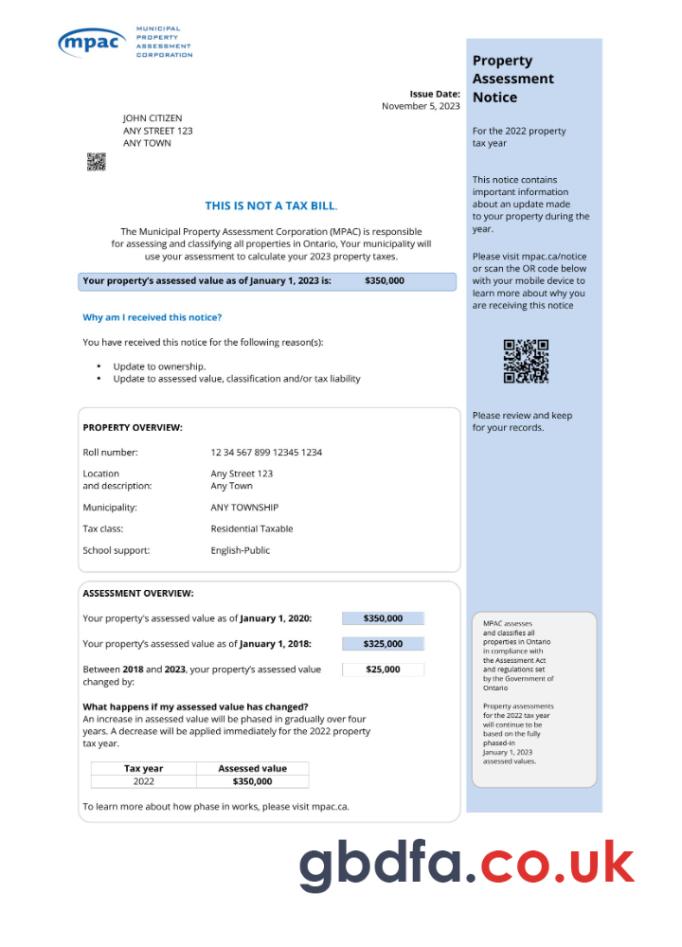 mpac
MUNICIPAL
PROPERTY
ASSESSMENT
CORPORATION
Issue Date:
November 5, 2023
JOHN CITIZEN
ANY STREET 123
ANY TOWN
THIS IS NOT A TAX BILL.
The Municipal Property Assessment Corporation (MPAC) is responsible
for assessing and classifying all properties in Ontario, Your municipality will
use your assessment to calculate your 2023 property taxes.
Your property's assessed value as of January 1, 2023 is: $350,000
Why am I received this notice?
You have received this notice for the following reason(s):
• Update to ownership.
• Update to assessed value, classification and/or tax liability
PROPERTY OVERVIEW:
Roll number: 12 34 567 899 12345 1234
Location
and description:
Any Street 123
Any Town
Municipality: ANY TOWNSHIP
Tax class: Residential Taxable
School support: English-Public
ASSESSMENT OVERVIEW:
Your property's assessed value as of January 1, 2020: $350,000
Your property's assessed value as of January 1, 2018: $325,000
Between 2018 and 2023, your property's assessed value $25,000
changed by:
What happens if my assessed value has changed?
An increase in assessed value will be phased in gradually over four
years. A decrease will be applied immediately for the 2022 property
tax year.
Tax year Assessed value
2022 $350,000
To learn more about how phase in works, please visit mpac.ca.
Property
Assessment
Notice
For the 2022 property
tax year
This notice contains
important information
about an update made
to your property during the
year.
Please visit mpac.ca/notice
or scan the OR code below
with your mobile device to
learn more about why you
are receiving this notice
Please review and keep
for your records.
MPAC assesses
and classifies all
properties in Ontario
in compliance with
the Assessment Act
and regulations set
by the Government of
Ontario
Property assessments
for the 2022 tax year
will continue to be
based on the fully
phased-in
January 1, 2023
assessed values.
gbdfa.co.uk